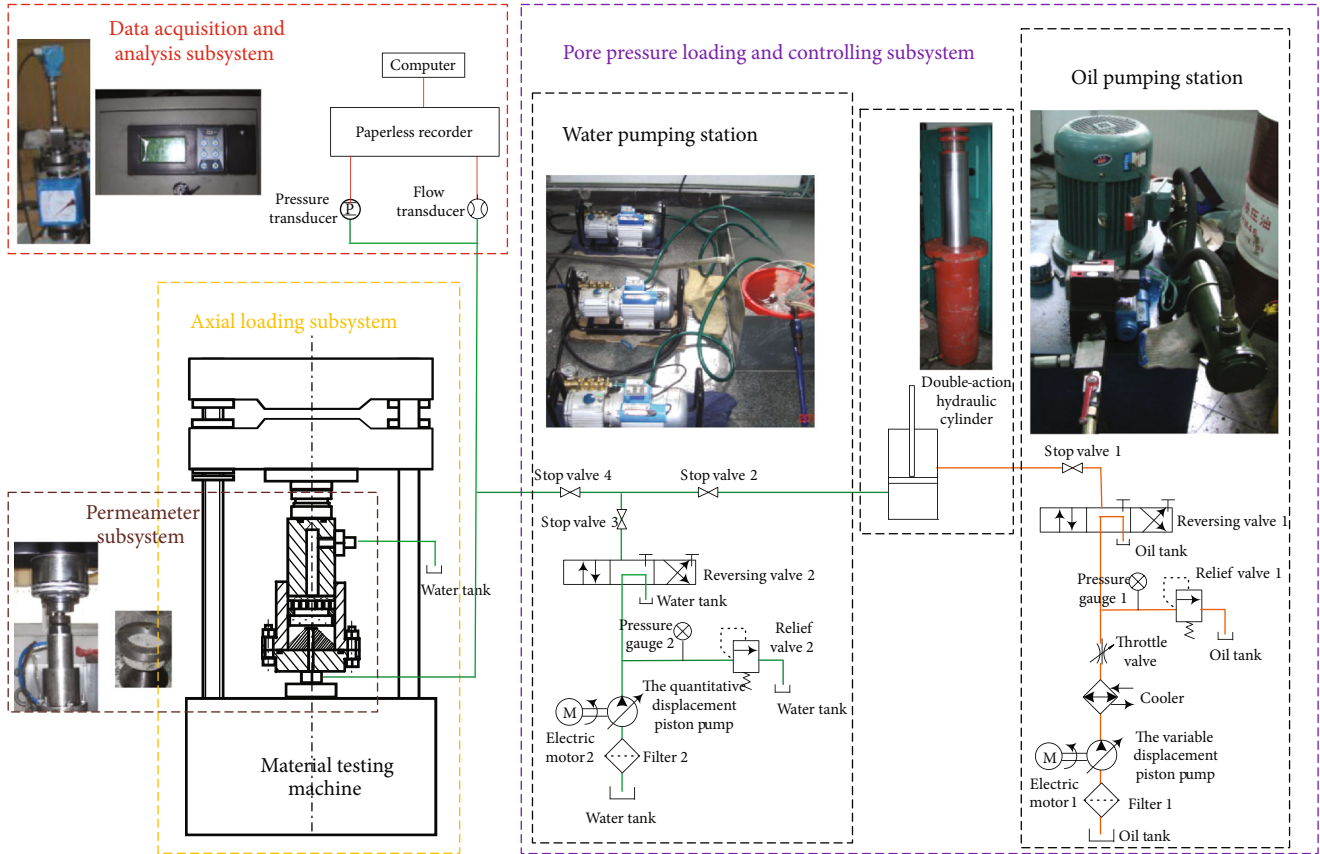 Data acquisition and
analysis subsystem
Computer
Paperless recorder
Pressure
transducer
P
Flow
transducer
Axial loading subsystem
Permeameter
subsystem
Water tank
Material testing
machine
Pore pressure loading and controlling subsystem
Water pumping station
Double-action
hydraulic
cylinder
Oil pumping station
Stop valve 4
Stop valve 2
Stop valve 3
Reversing valve 2
Water tank
Pressure
gauge 2
Relief
valve 2
Water tank
The quantitative
displacement
piston pump
M
Electric
motor2
Filter 2
Water tank
Stop valve 1
Reversing valve 1
Oil tank
Pressure
gauge 1
Relief valve 1
Oil tank
Throttle
valve
Cooler
The variable
displacement
piston pump
M
Electric
motor1
Filter 1
Oil tank